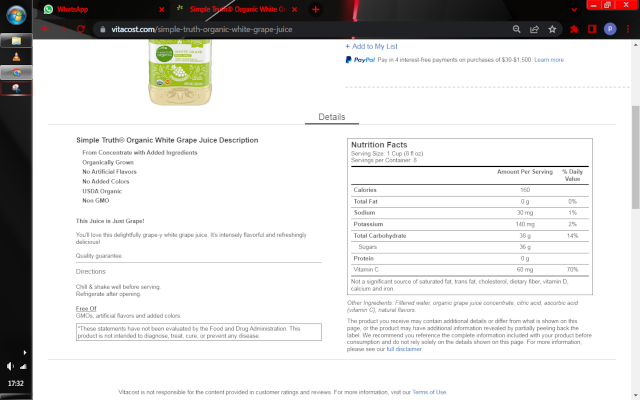 WhatsApp
Simple Truth® Organic White Gr
vitacost.com/simple-truth-organic-white-grape-juice
+ Add to My List
PayPal Pay in 4 interest-free payments on purchases of $30-$1,500. Learn more
Details
Simple Truth® Organic White Grape Juice Description
From Concentrate with Added Ingredients
Organically Grown
No Artificial Flavors
No Added Colors
USDA Organic
Non GMO
This Juice is Just Grape!
You'll love this delightfully grape-y white grape juice. It's intensely flavorful and refreshingly
delicious!
Quality guarantee.
Directions
Chill & shake well before serving.
Refrigerate after opening.
Free Of
GMOs, artificial flavors and added colors.
*These statements have not been evaluated by the Food and Drug Administration. This
product is not intended to diagnose, treat, cure, or prevent any disease.
Nutrition Facts
Serving Size: 1 Cup (8 fl oz)
Servings per Container: 8
Amount Per Serving % Daily
Value
Calories 160
Total Fat 0 g 0%
Sodium 30 mg 1%
Potassium 140 mg 2%
Total Carbohydrate 38 g 14%
Sugars 36 g
Protein 0 g
Vitamin C 60 mg 70%
Not a significant source of saturated fat, trans fat, cholesterol, dietary fiber, vitamin D,
calcium and iron.
Other Ingredients: Filtered water, organic grape juice concentrate, citric acid, ascorbic acid
(vitamin C), natural flavors.
The product you receive may contain additional details or differ from what is shown on this
page, or the product may have additional information revealed by partially peeling back the
label. We recommend you reference the complete information included with your product before
consumption and do not rely solely on the details shown on this page. For more information,
please see our full disclaimer.
Vitacost is not responsible for the content provided in customer ratings and reviews. For more information, visit our Terms of Use.
17:32